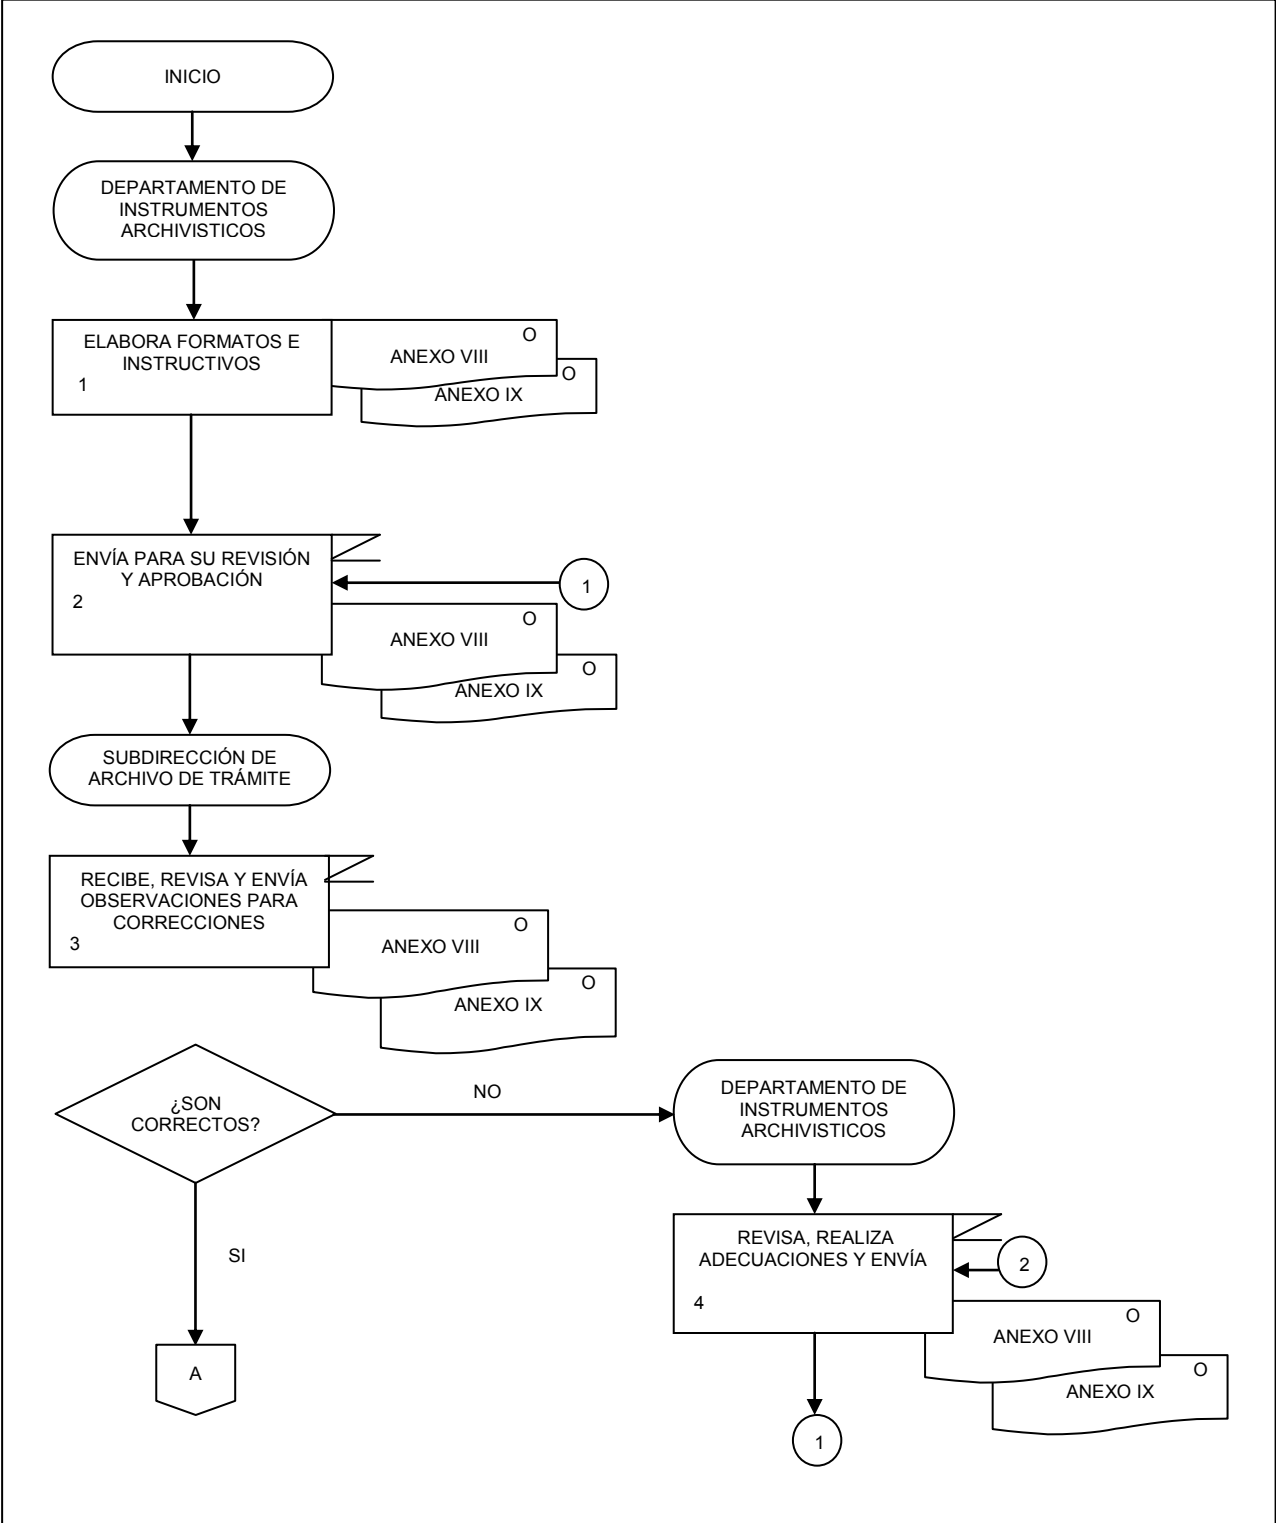 INICIO
DEPARTAMENTO DE
INSTRUMENTOS
ARCHIVISTICOS
ELABORA FORMATOS E
INSTRUCTIVOS
1
O
ANEXO VIII
O
ANEXO IX
ENVÍA PARA SU REVISIÓN
Y APROBACIÓN
2
1
O
ANEXO VIII
O
ANEXO IX
SUBDIRECCIÓN DE
ARCHIVO DE TRÁMITE
RECIBE, REVISA Y ENVÍA
OBSERVACIONES PARA
CORRECCIONES
3
O
ANEXO VIII
O
ANEXO IX
¿SON
CORRECTOS?
NO
SI
A
DEPARTAMENTO DE
INSTRUMENTOS
ARCHIVISTICOS
REVISA, REALIZA
ADECUACIONES Y ENVÍA
4
2
O
ANEXO VIII
O
ANEXO IX
1